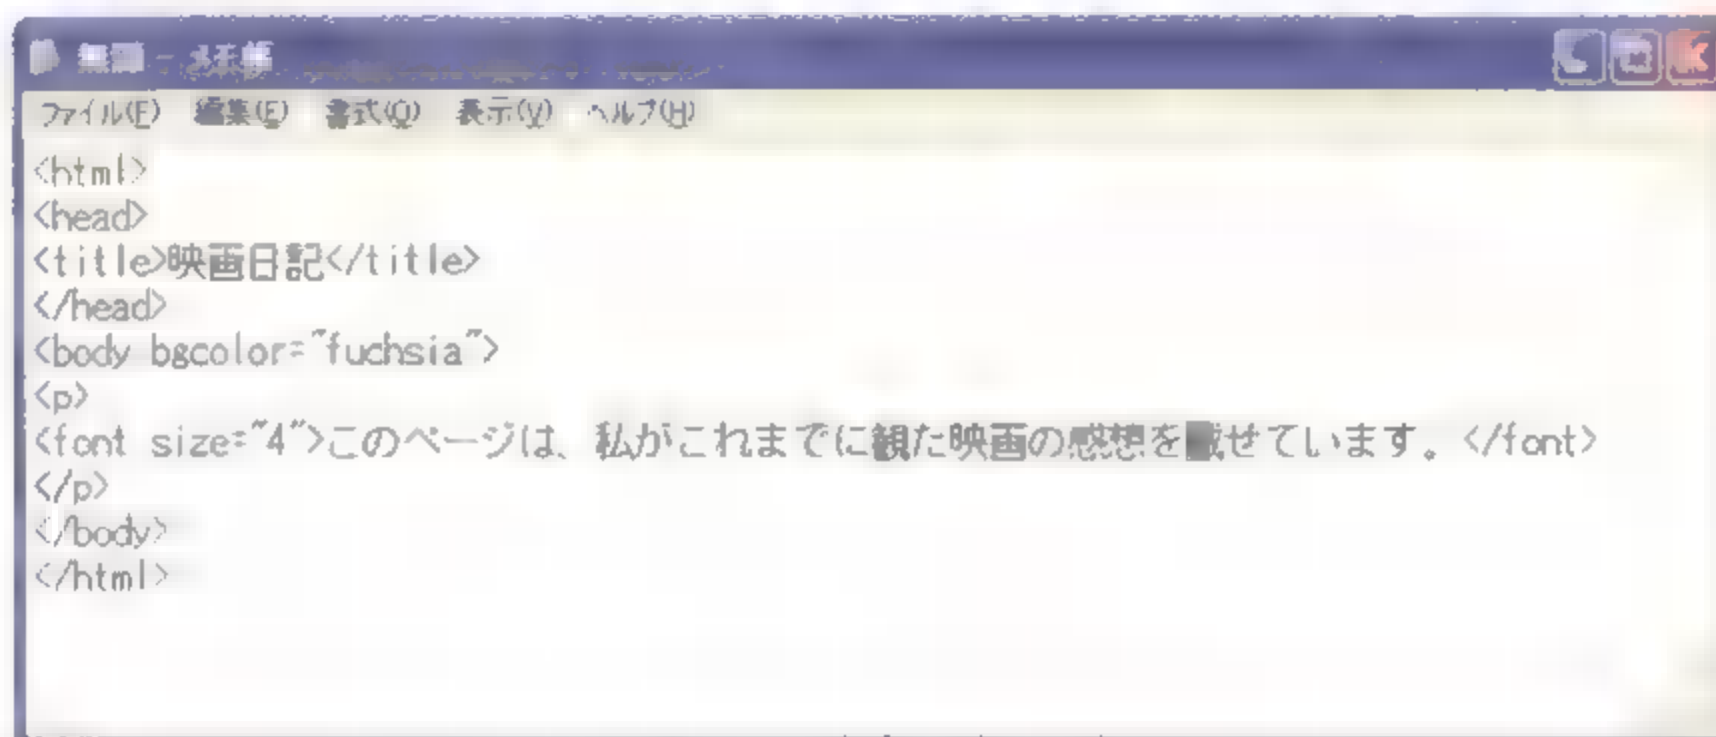 無題 - メモ帳
ファイル(F) 編集(E) 書式(O) 表示(V) ヘルプ(H)
<html>
<head>
<title>映画日記</title>
</head>
<body bgcolor="fuchsia">
<p>
<font size="4">このページは、私がこれまでに観た映画の感想を載せています。</font>
</p>
</body>
</html>